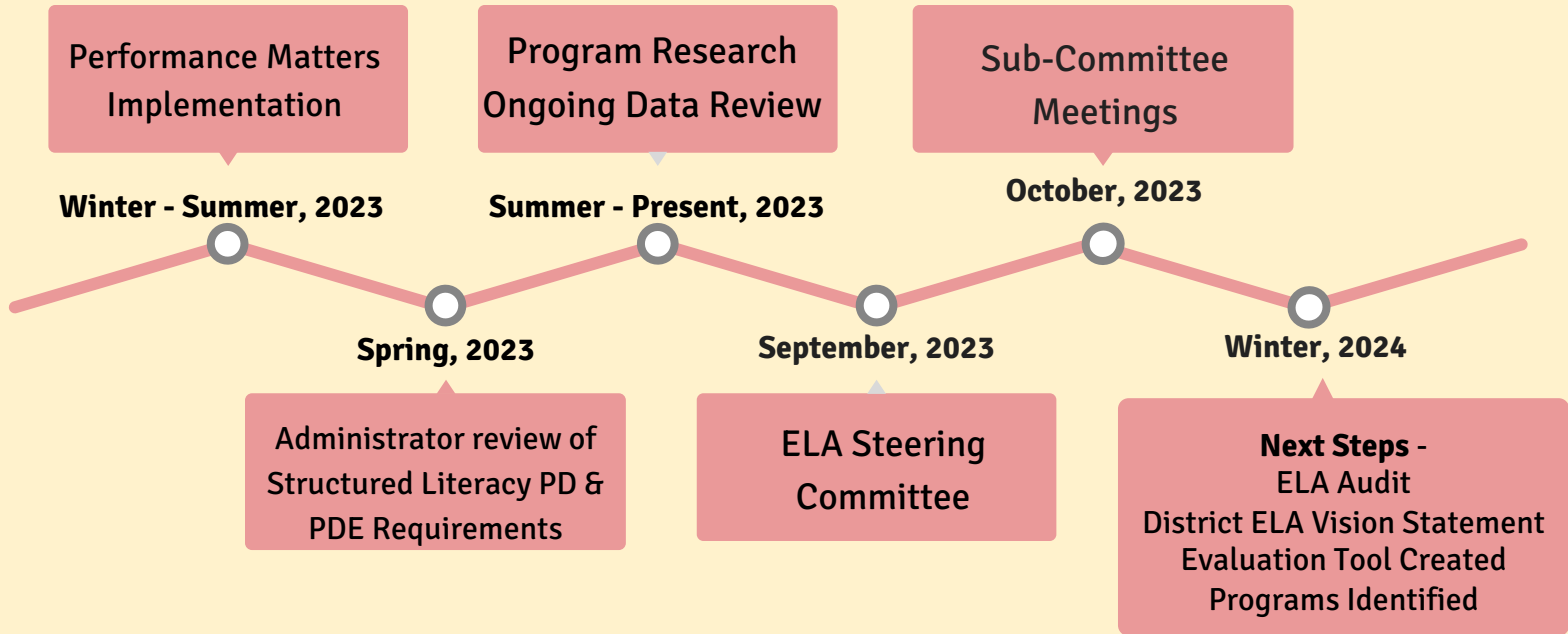 Performance Matters
Implementation
Winter - Summer, 2023
Spring, 2023
Administrator review of
Structured Literacy PD &
PDE Requirements
Program Research
Ongoing Data Review
Summer - Present, 2023
September, 2023
ELA Steering
Committee
Sub-Committee
Meetings
October, 2023
Winter, 2024
Next Steps -
ELA Audit
District ELA Vision Statement
Evaluation Tool Created
Programs Identified